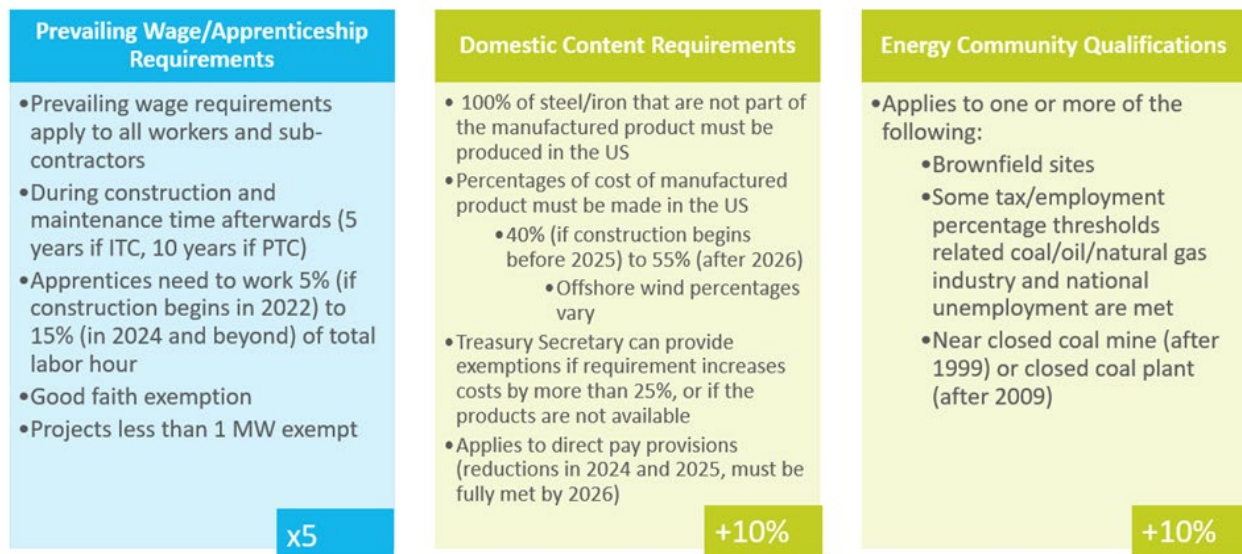 Prevailing Wage/Apprenticeship
Requirements
•Prevailing wage requirements
apply to all workers and sub-
contractors
•During construction and
maintenance time afterwards (5
years if ITC, 10 years if PTC)
•Apprentices need to work 5% (if
construction begins in 2022) to
15% (in 2024 and beyond) of total
labor hour
•Good faith exemption
•Projects less than 1 MW exempt
x5
Domestic Content Requirements
• 100% of steel/iron that are not part of
the manufactured product must be
produced in the US
•Percentages of cost of manufactured
product must be made in the US
•40% (if construction begins
before 2025) to 55% (after 2026)
•Offshore wind percentages
vary
•Treasury Secretary can provide
exemptions if requirement increases
costs by more than 25%, or if the
products are not available
•Applies to direct pay provisions
(reductions in 2024 and 2025, must be
fully met by 2026)
+10%
Energy Community Qualifications
•Applies to one or more of the
following:
•Brownfield sites
•Some tax/employment
percentage thresholds
related coal/oil/natural gas
industry and national
unemployment are met
•Near closed coal mine (after
1999) or closed coal plant
(after 2009)
+10%